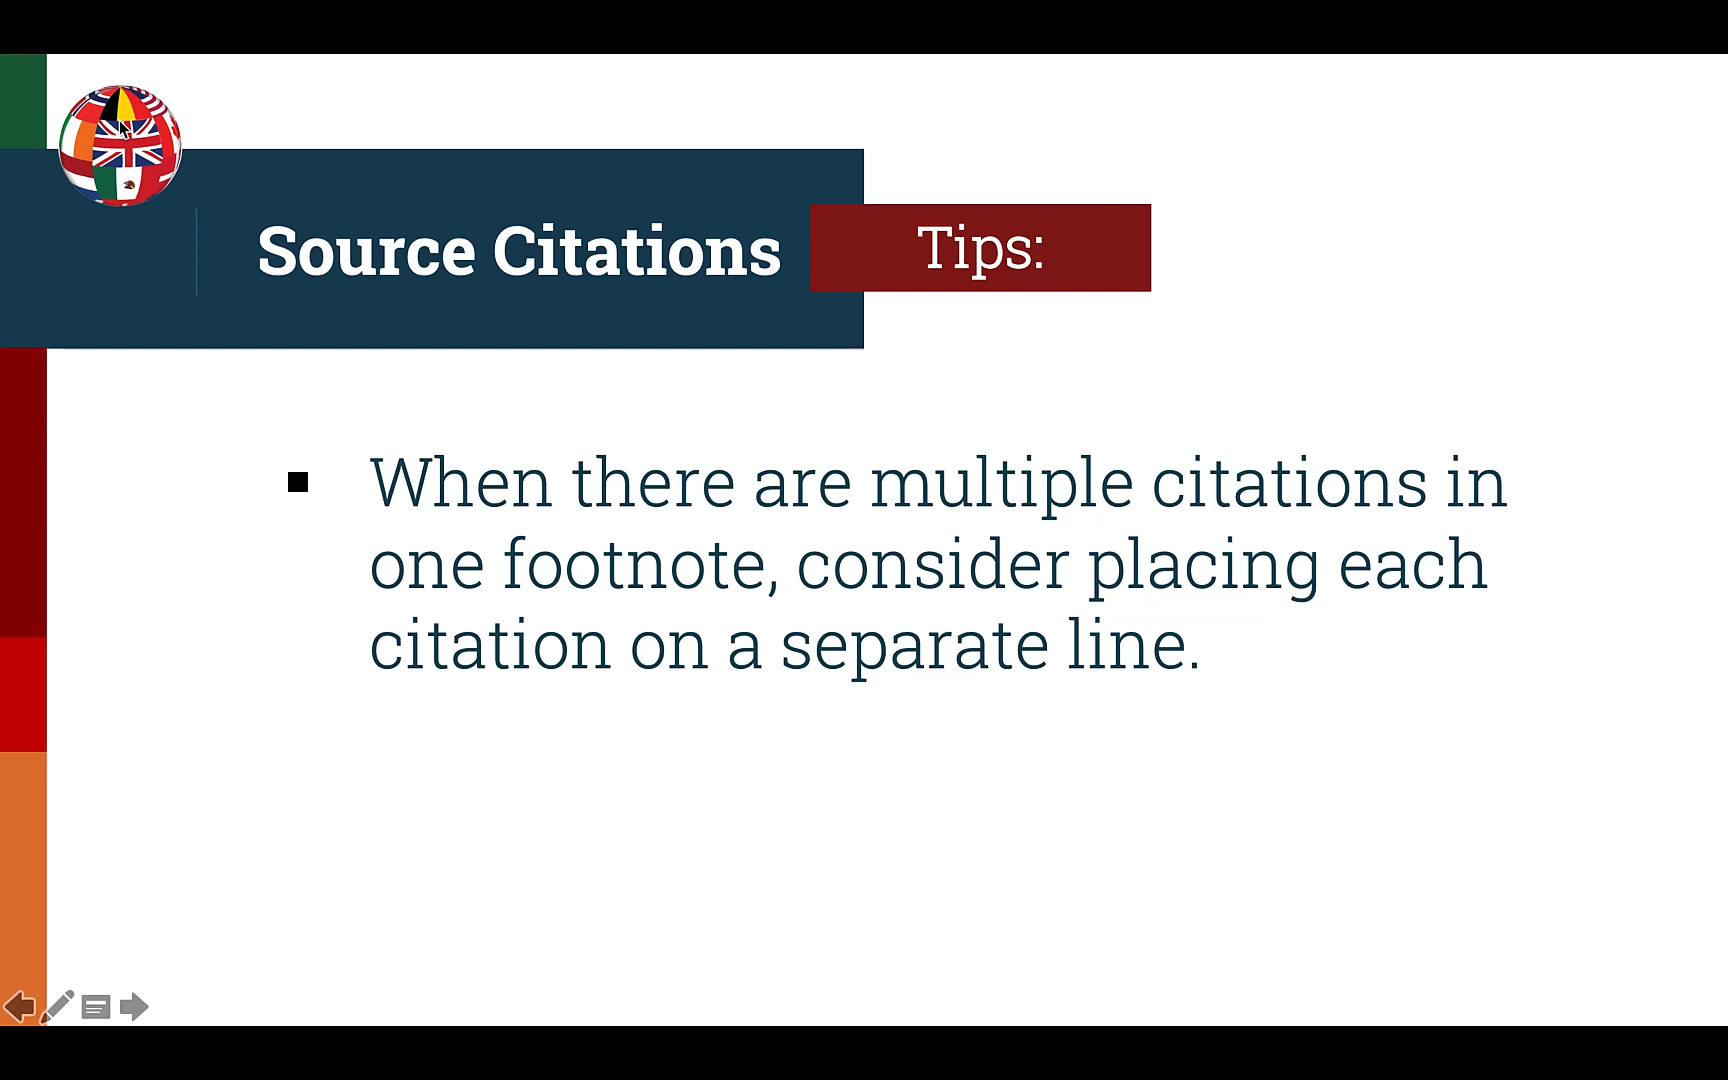 Source Citations
Tips:
When there are multiple citations in
one footnote, consider placing each
citation on a separate line.